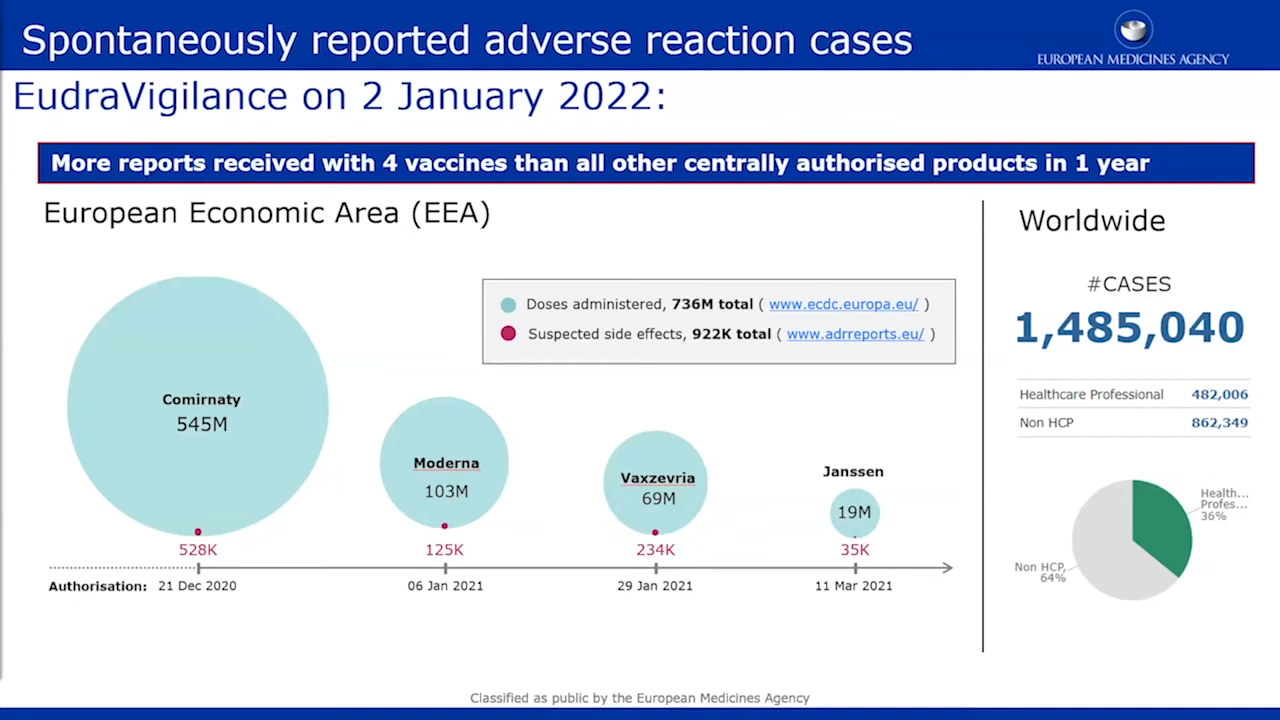 Spontaneously reported adverse reaction cases
EUROPEAN MEDICINES AGENCY
EudraVigilance on 2 January 2022:
More reports received with 4 vaccines than all other centrally authorised products in 1 year
European Economic Area (EEA)
Doses administered, 736M total ( www.ecdc.europa.eu/ )
Suspected side effects, 922K total ( www.adrreports.eu/ )
Comirnaty
545M
528K
Moderna
103M
125K
Vaxzevria
69M
234K
Janssen
19M
35K
Authorisation: 21 Dec 2020 06 Jan 2021 29 Jan 2021 11 Mar 2021
Worldwide
#CASES
1,485,040
Healthcare Professional 482,006
Non HCP 862,349
Health...
Profes...
36%
Non HCP,
64%
Classified as public by the European Medicines Agency